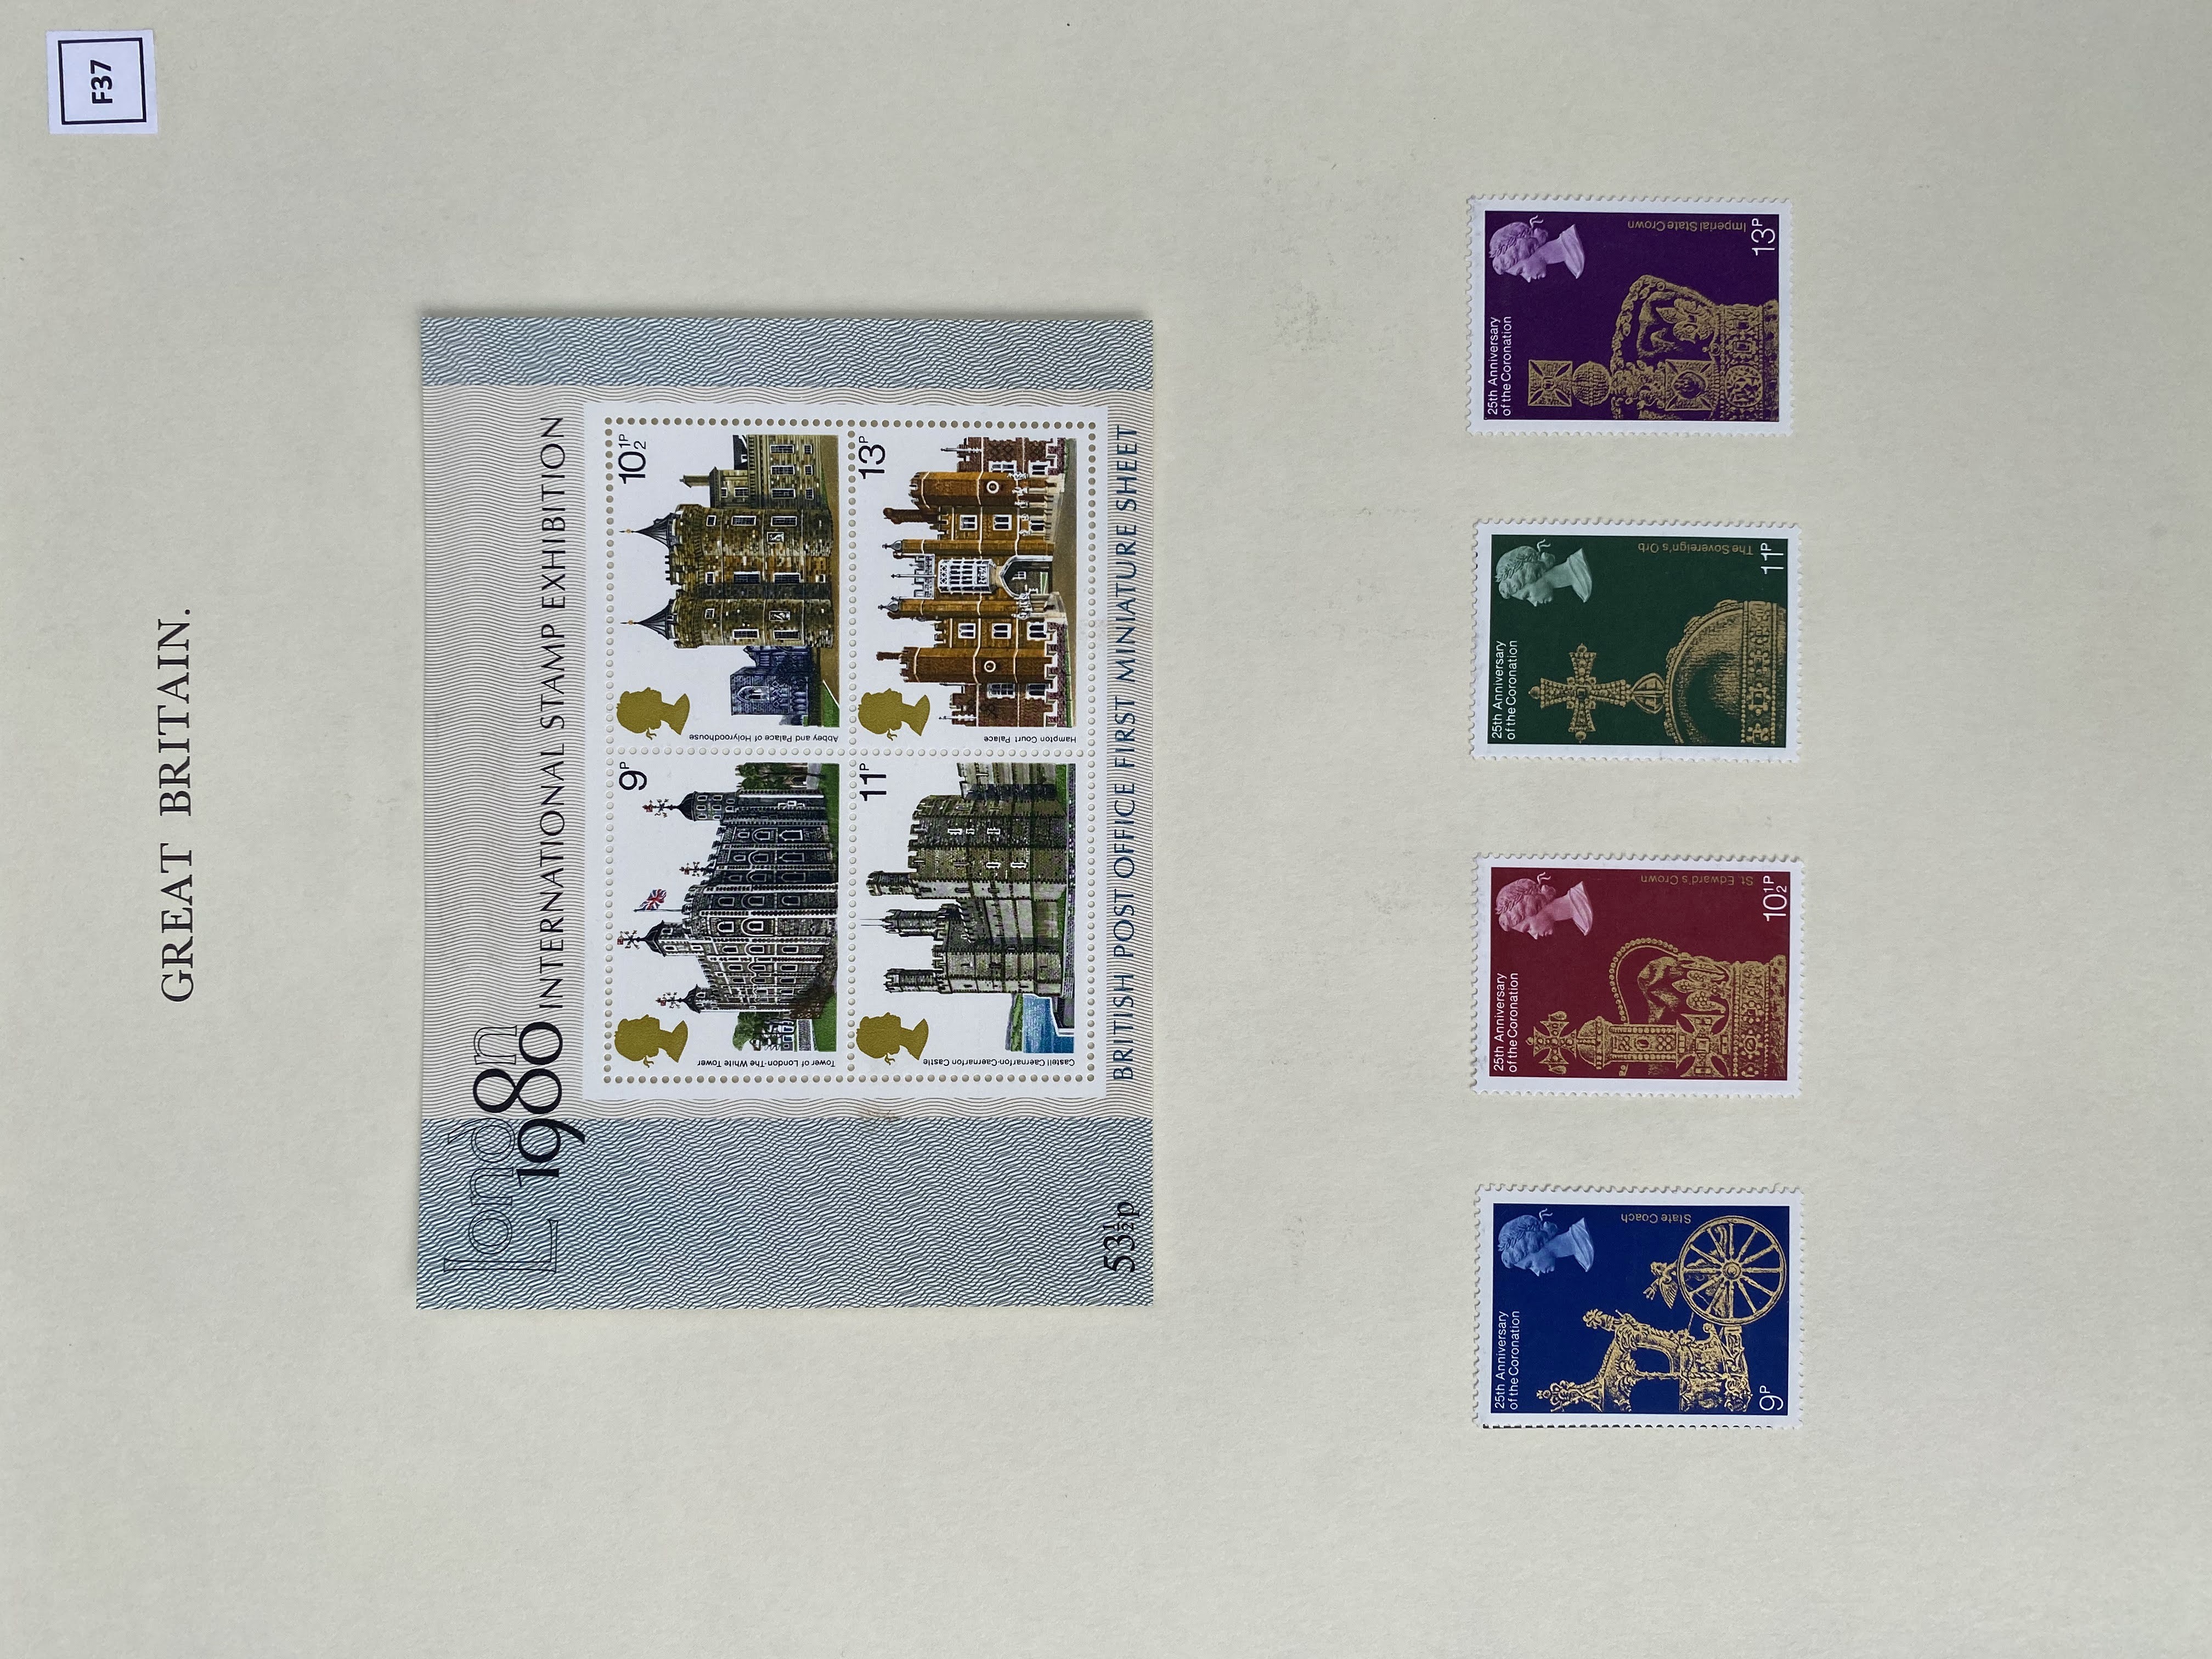 F37
GREAT BRITAIN.
London
1980 INTERNATIONAL STAMP EXHIBITION
9P
Tower of London·The White Tower
10½P
Abbey and Palace of Holyroodhouse
11P
Castell Caernarfon·Caernarfon Castle
13P
Hampton Court Palace
53½p
BRITISH POST OFFICE FIRST MINIATURE SHEET
25th Anniversary
of the Coronation
State Coach
9P
25th Anniversary
of the Coronation
St. Edward's Crown
10½P
25th Anniversary
of the Coronation
The Sovereign's Orb
11P
25th Anniversary
of the Coronation
Imperial State Crown
13P